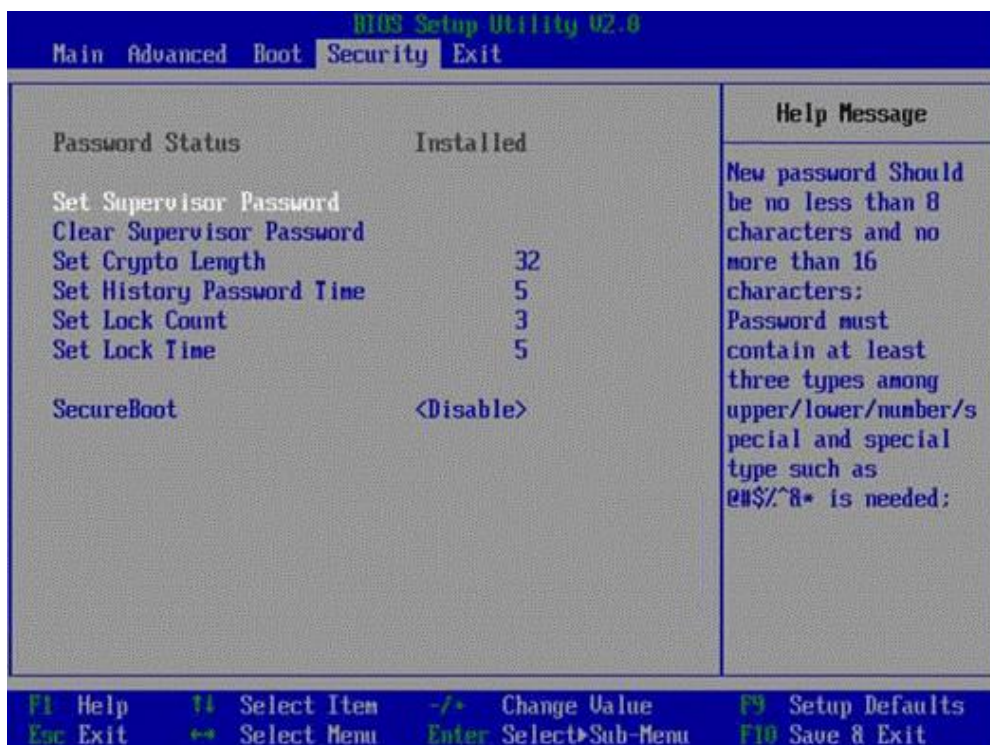 BIOS Setup Utility V2.0
Main Advanced Boot Security Exit
Password Status Installed
Set Supervisor Password
Clear Supervisor Password
Set Crypto Length 32
Set History Password Time 5
Set Lock Count 3
Set Lock Time 5
SecureBoot <Disable>
Help Message
New password Should
be no less than 8
characters and no
more than 16
characters;
Password must
contain at least
three types among
upper/lower/number/s
pecial and special
type such as
@#$%^&* is needed;
F1 Help ↑↓ Select Item -/+ Change Value F9 Setup Defaults
Esc Exit ←→ Select Menu Enter Select▶Sub-Menu F10 Save & Exit